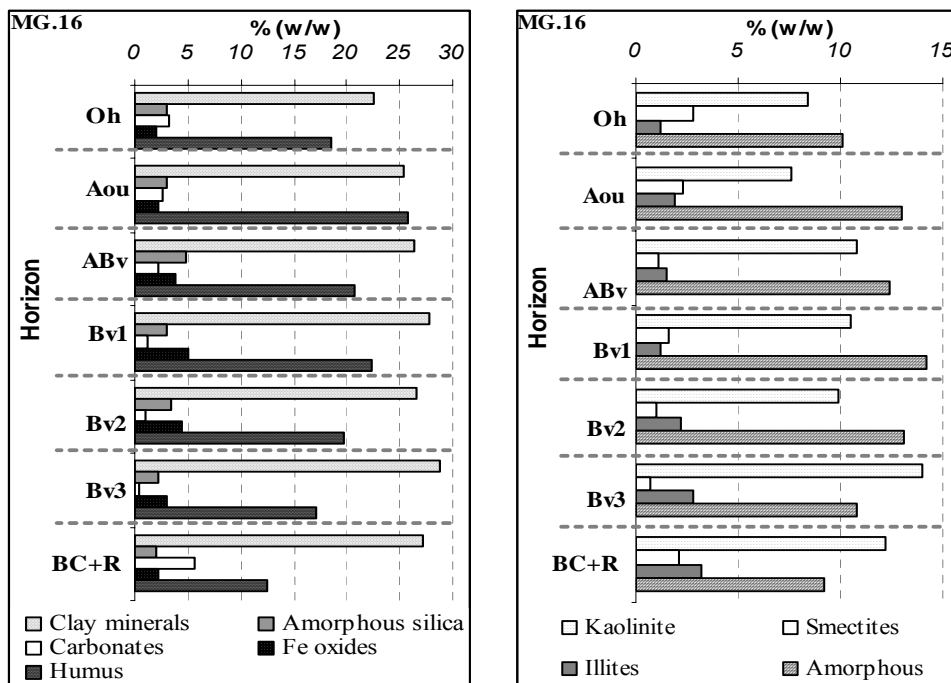 MG.16
% (w/w)
0 5 10 15 20 25 30
Horizon
Oh
Aou
ABv
Bv1
Bv2
Bv3
BC+R
Clay minerals
Amorphous silica
Carbonates
Fe oxides
Humus
MG.16
% (w/w)
0 5 10 15
Horizon
Oh
Aou
ABv
Bv1
Bv2
Bv3
BC+R
Kaolinite
Smectites
Illites
Amorphous